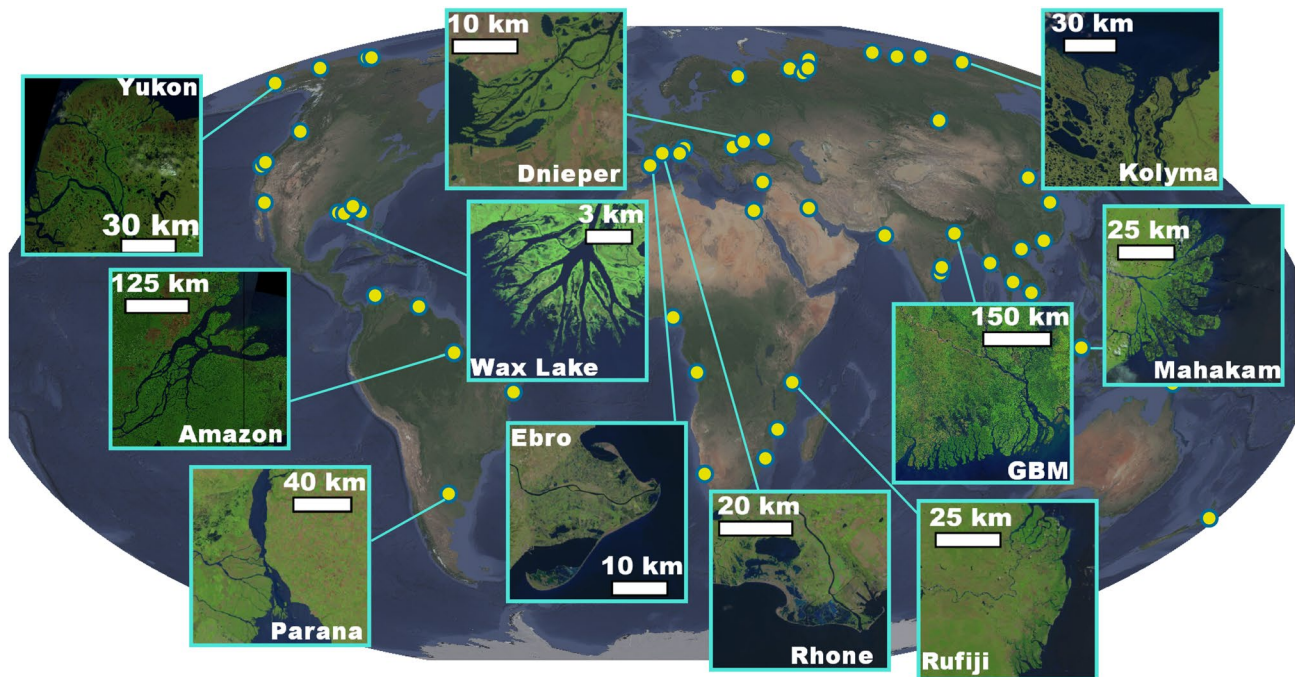 10 km
Dnieper
30 km
Kolyma
Yukon
30 km
3 km
Wax Lake
25 km
Mahakam
125 km
Amazon
150 km
GBM
Ebro
10 km
40 km
Parana
20 km
Rhone
25 km
Rufiji